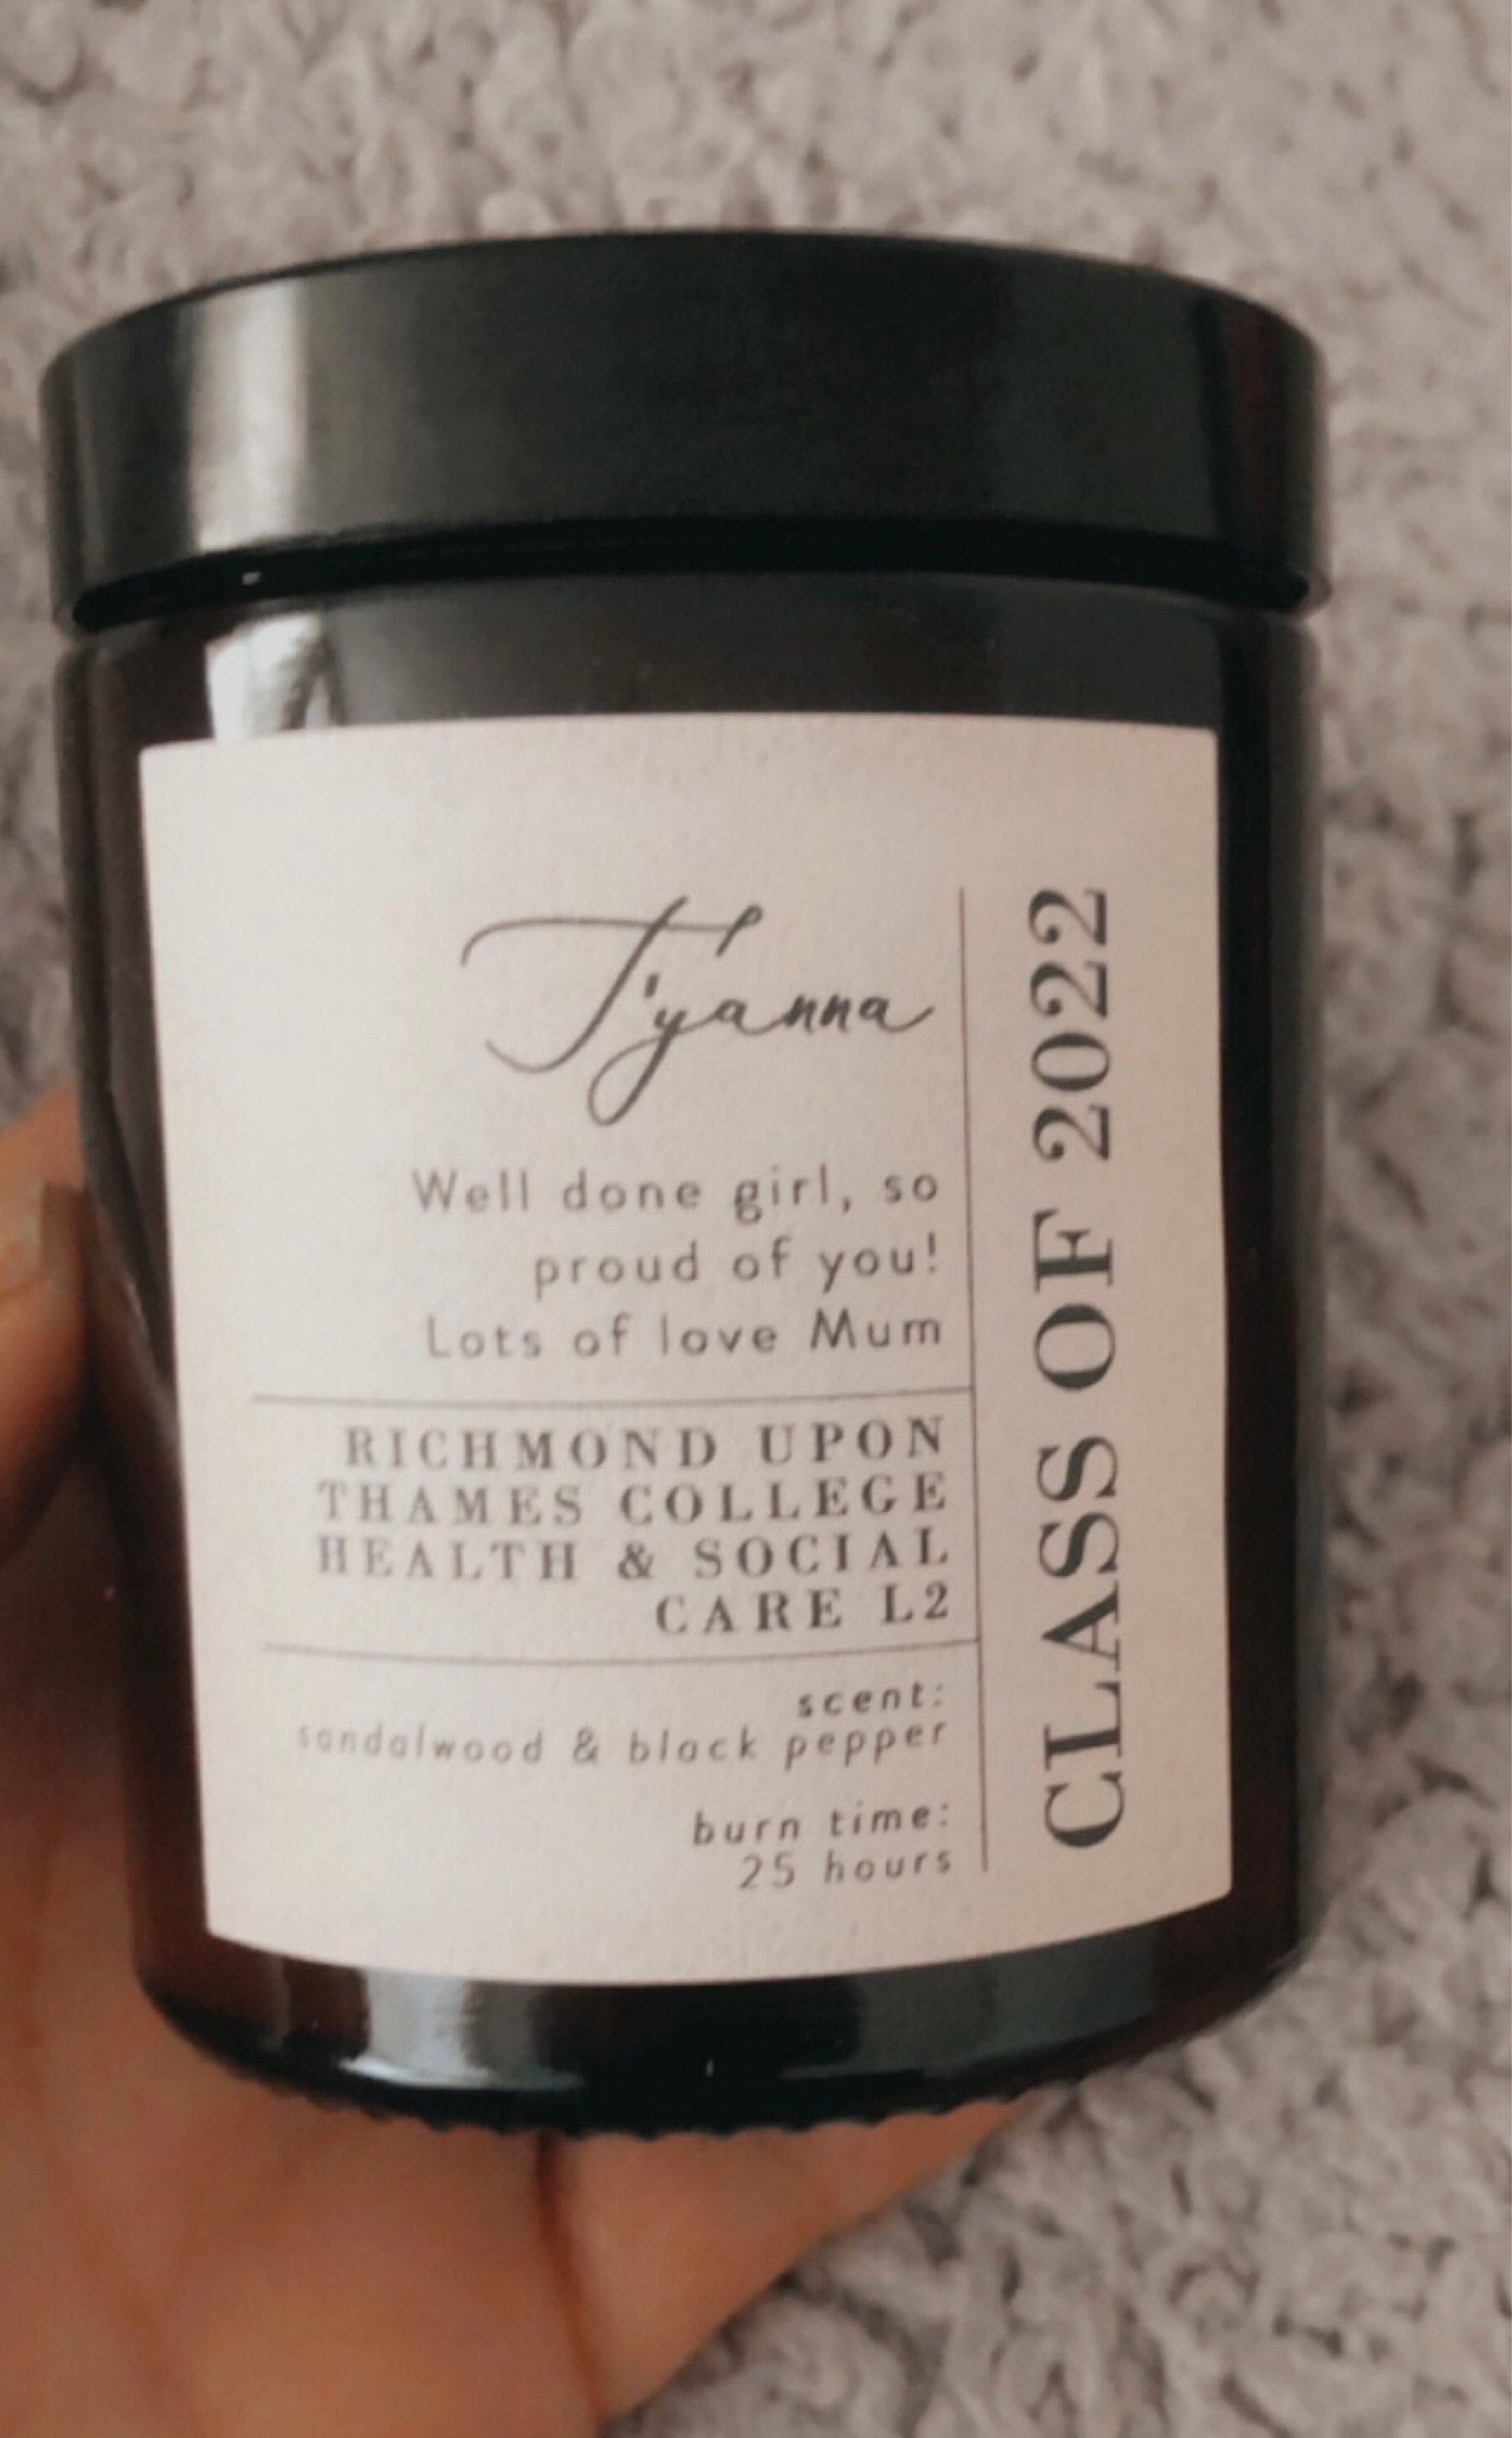 T'yanna
Well done girl, so
proud of you!
Lots of love Mum
RICHMOND UPON
THAMES COLLEGE
HEALTH & SOCIAL
CARE L2
scent:
sandalwood & black pepper
burn time:
25 hours
CLASS OF 2022